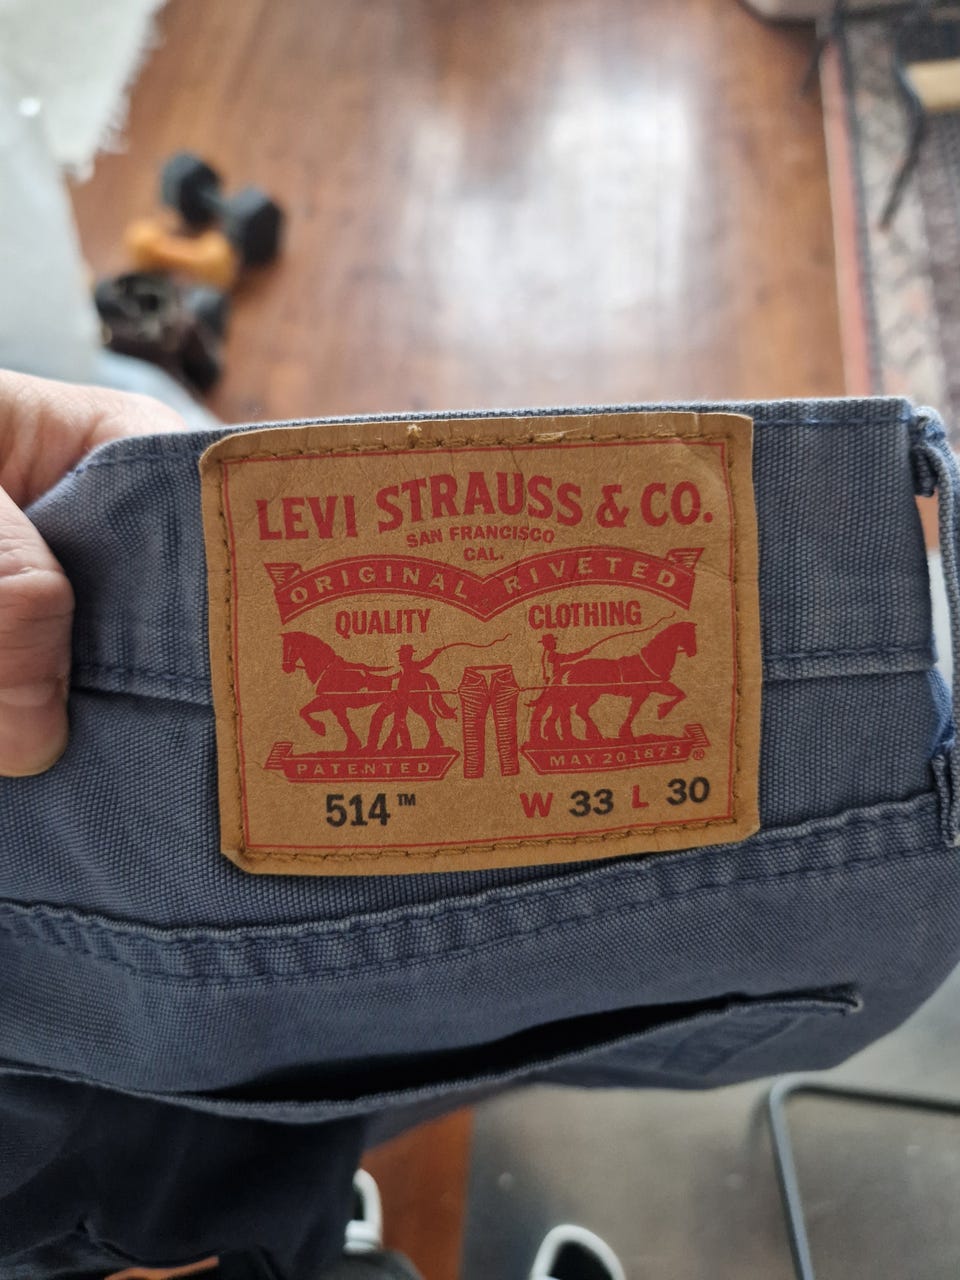 LEVI STRAUSS & CO.
SAN FRANCISCO
CAL.
ORIGINAL RIVETED
QUALITY CLOTHING
PATENTED MAY 20 1873 ®
514™ W 33 L 30